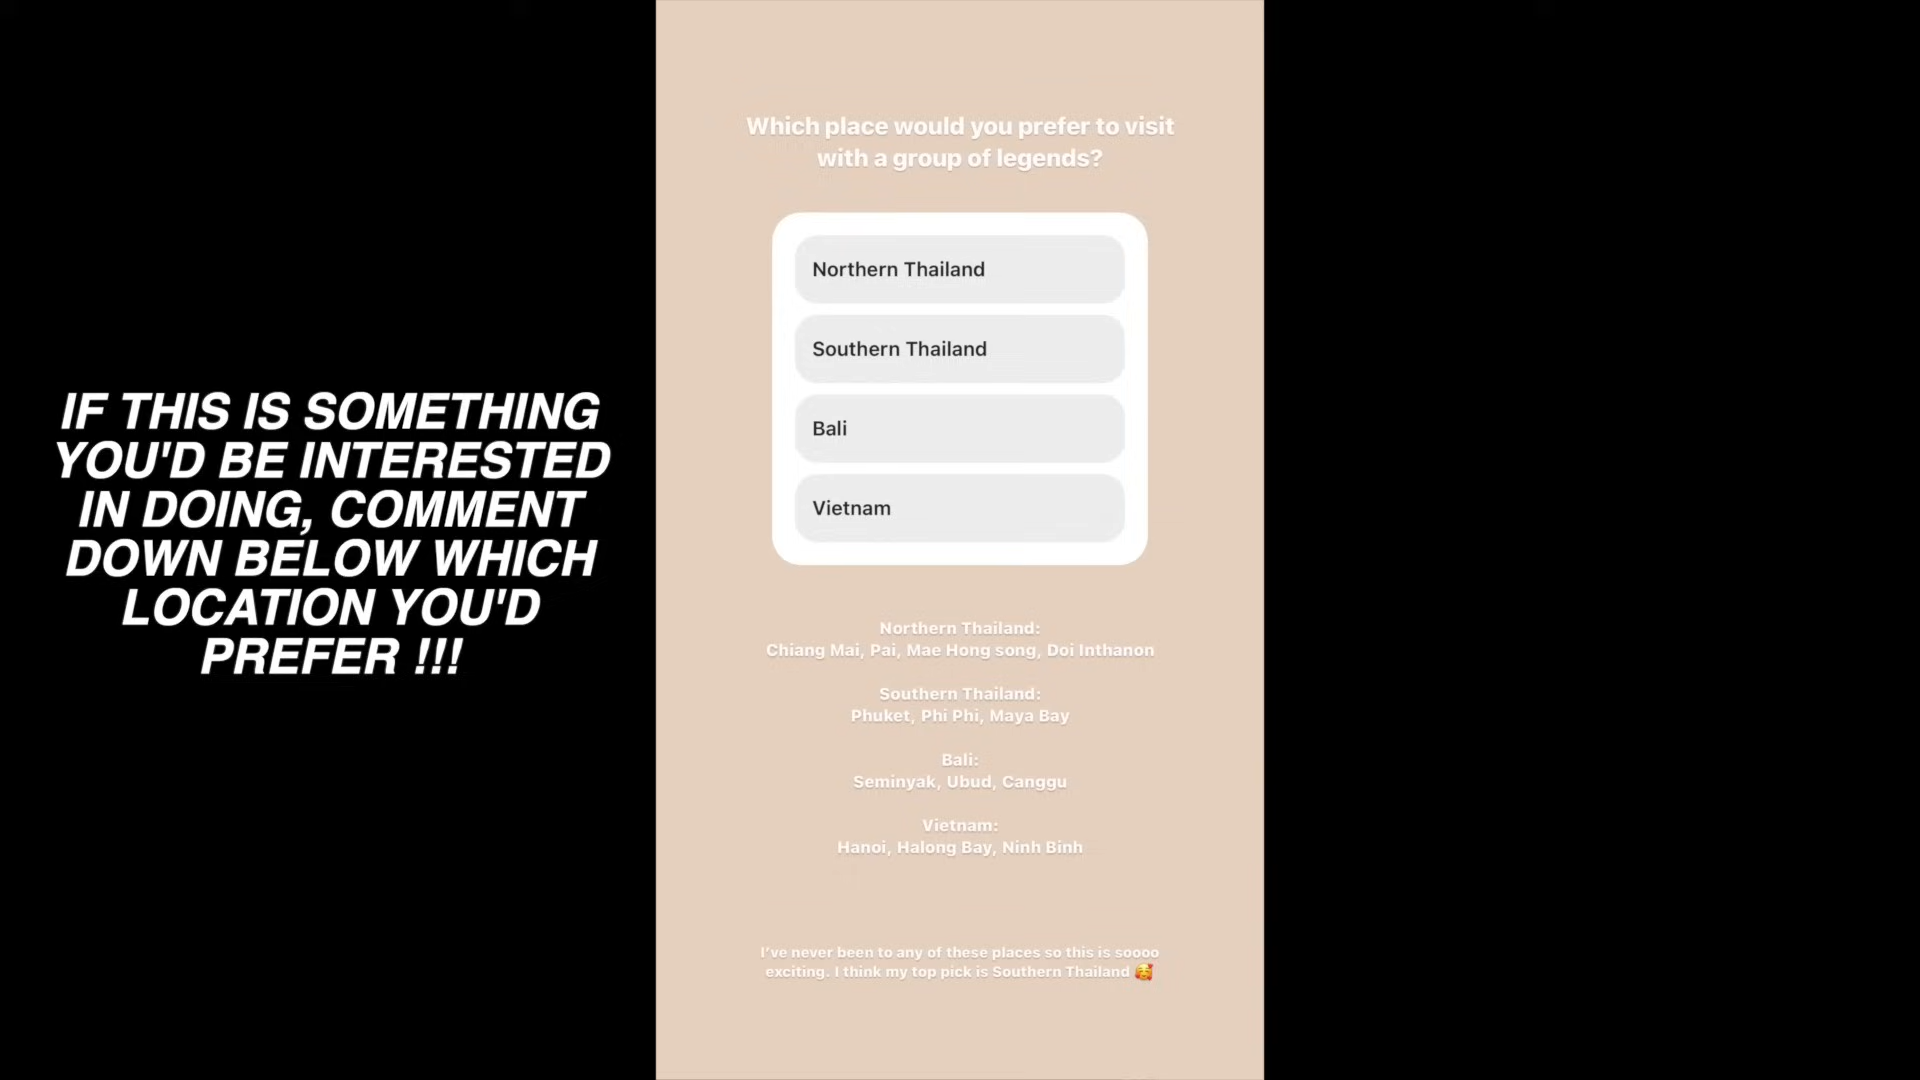 IF THIS IS SOMETHING
YOU'D BE INTERESTED
IN DOING, COMMENT
DOWN BELOW WHICH
LOCATION YOU'D
PREFER !!!
Which place would you prefer to visit
with a group of legends?
Northern Thailand
Southern Thailand
Bali
Vietnam
Northern Thailand:
Chiang Mai, Pai, Mae Hong song, Doi Inthanon
Southern Thailand:
Phuket, Phi Phi, Maya Bay
Bali:
Seminyak, Ubud, Canggu
Vietnam:
Hanoi, Halong Bay, Ninh Binh
I've never been to any of these places so this is soooo
exciting. I think my top pick is Southern Thailand 🥰